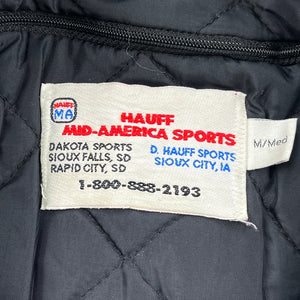 HAUFF
MA
HAUFF
MID-AMERICA SPORTS
DAKOTA SPORTS
SIOUX FALLS, SD
RAPID CITY, SD
D. HAUFF SPORTS
SIOUX CITY, IA
1-800-888-2193
M/Med